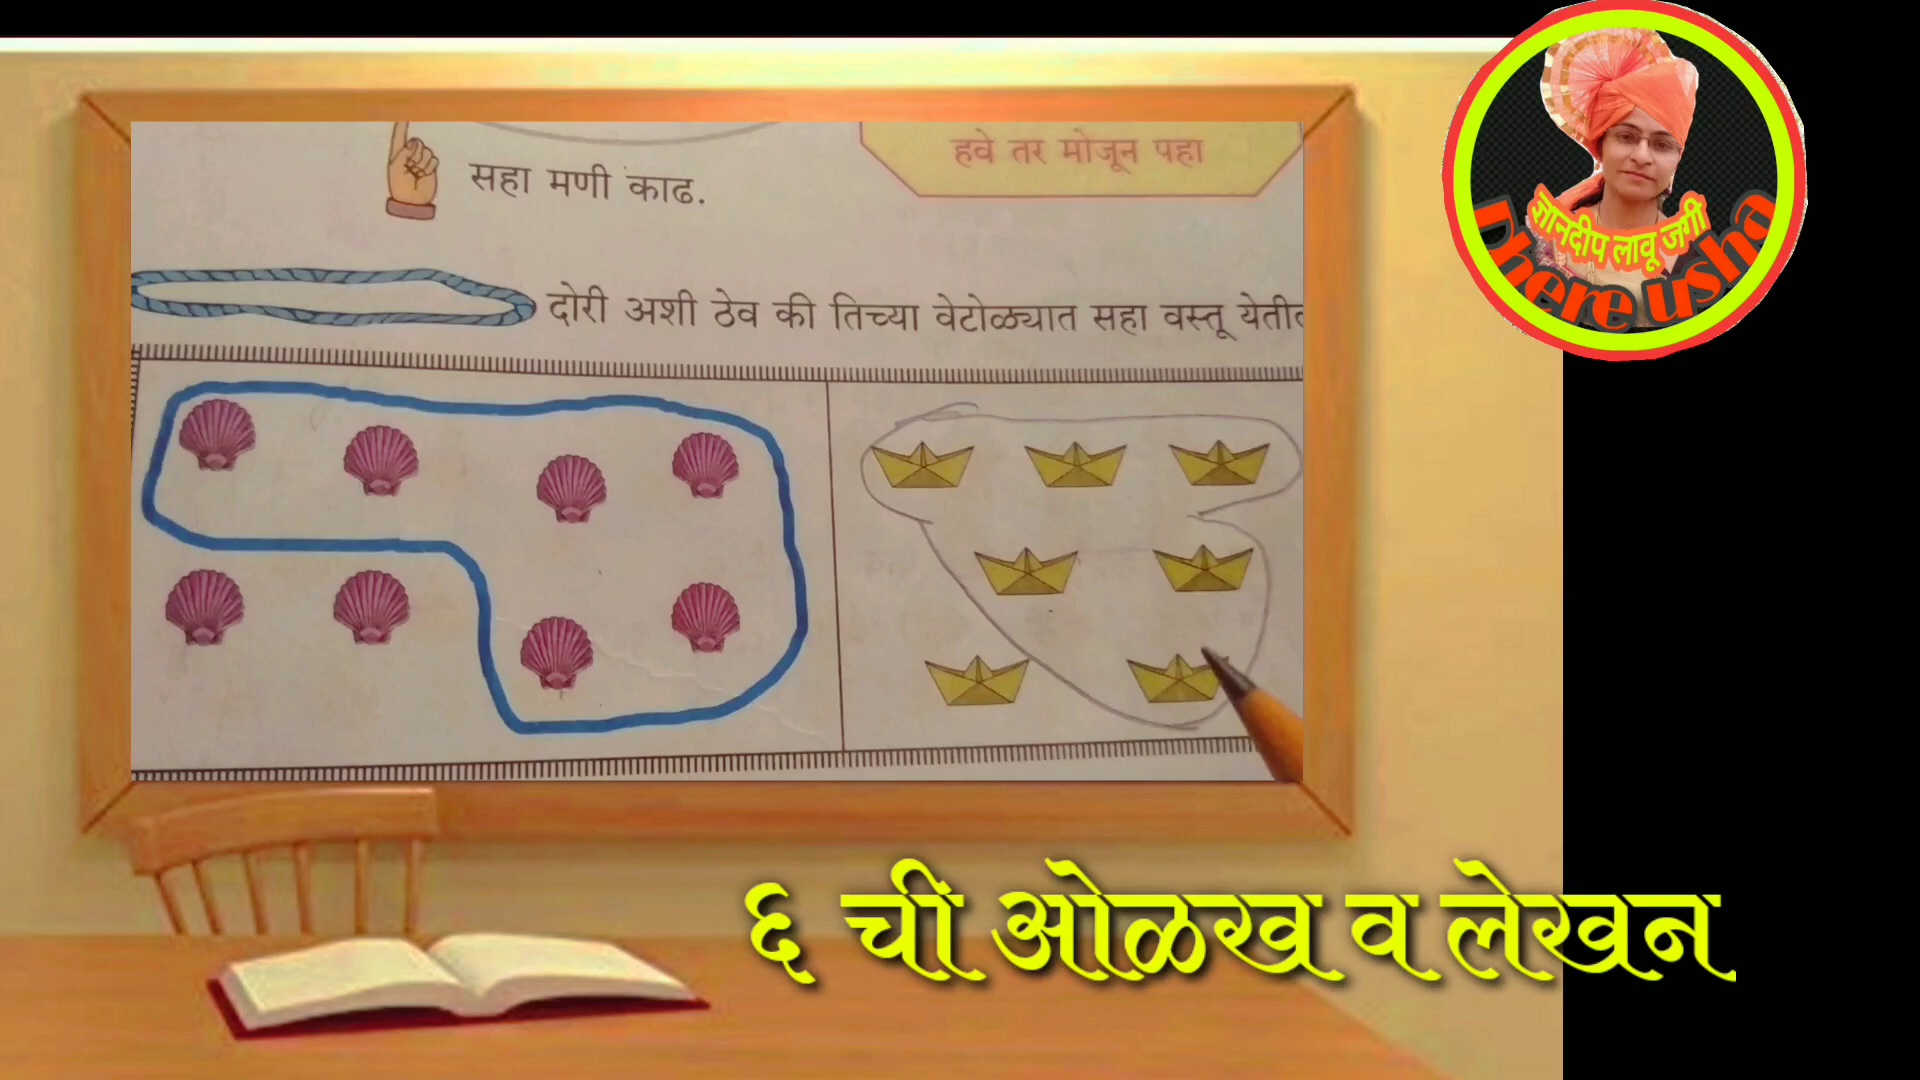 हवे तर मोजून पहा
सहा मणी काढ.
दोरी अशी ठेव की तिच्या वेटोळ्यात सहा वस्तू येतील
ज्ञानदीप लावू जगी
Dhere usha
६ ची ओळख व लेखन